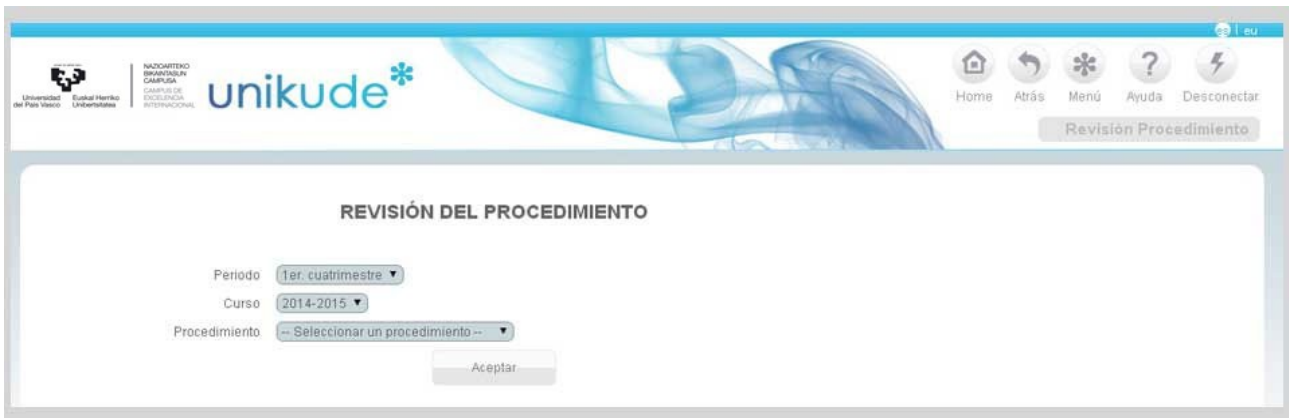 es | eu
Universidad del País Vasco
Euskal Herriko Unibertsitatea
NAZIOARTEKO
BIKAINTASUN
CAMPUSA
CAMPUS DE
EXCELENCIA
INTERNACIONAL
unikude*
Home Atrás Menú Ayuda Desconectar
Revisión Procedimiento
REVISIÓN DEL PROCEDIMIENTO
Periodo 1er. cuatrimestre
Curso 2014-2015
Procedimiento -- Seleccionar un procedimiento --
Aceptar